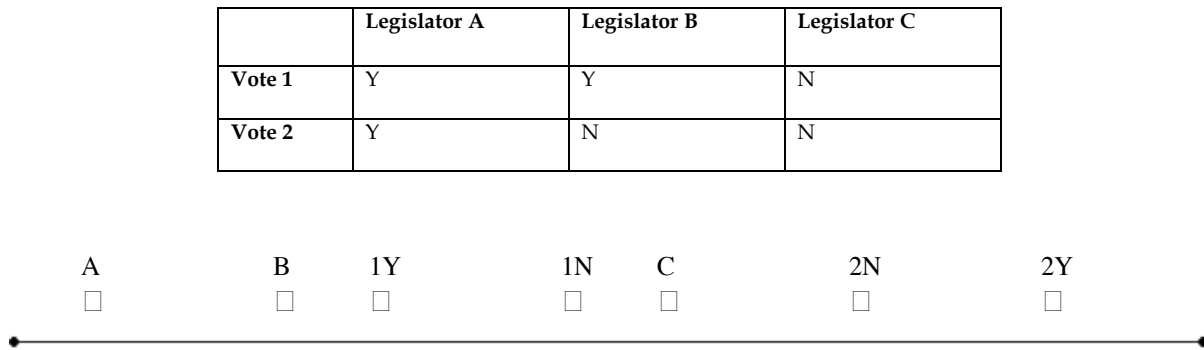 Legislator A Legislator B Legislator C
Vote 1 Y Y N
Vote 2 Y N N
A B 1Y 1N C 2N 2Y